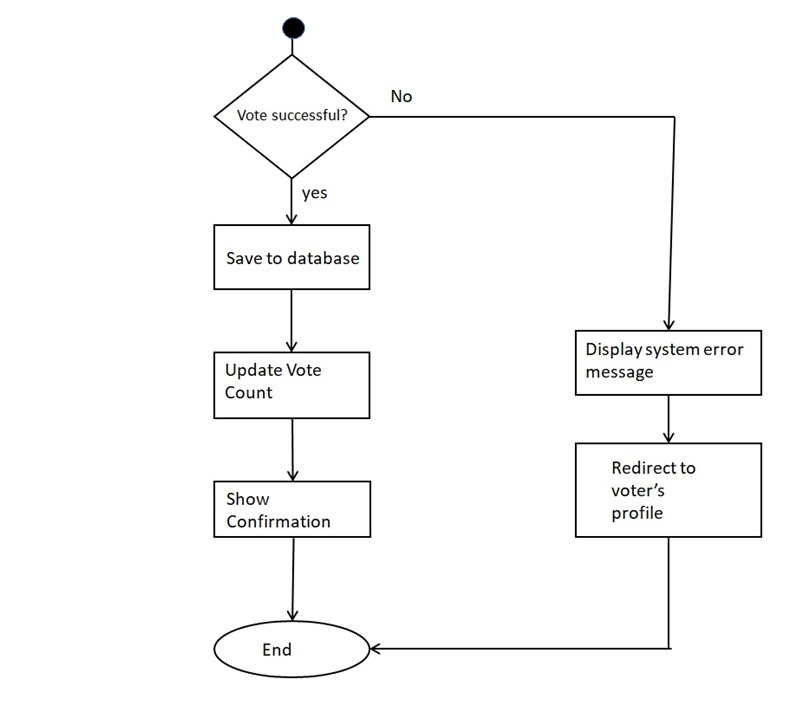 No
Vote successful?
yes
Save to database
Update Vote
Count
Show
Confirmation
Display system error
message
Redirect to
voter’s
profile
End